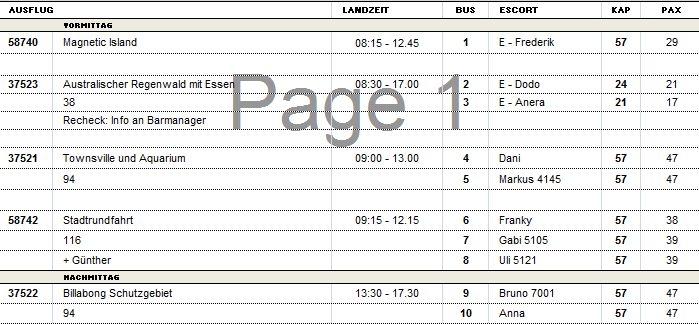 AUSFLUG LANDZEIT BUS ESCORT KAP PAX
VORMITTAG
58740 Magnetic Island 08:15 - 12.45 1 E - Frederik 57 29
37523 Australischer Regenwald mit Essen 08:30 - 17.00 2 E - Dodo 24 21
38 3 E - Anera 21 17
Recheck: Info an Barmanager
Page 1
37521 Townsville und Aquarium 09:00 - 13.00 4 Dani 57 47
94 5 Markus 4145 57 47
58742 Stadtrundfahrt 09:15 - 12.15 6 Franky 57 38
116 7 Gabi 5105 57 39
+ Günther 8 Uli 5121 57 39
NACHMITTAG
37522 Billabong Schutzgebiet 13:30 - 17.30 9 Bruno 7001 57 47
94 10 Anna 57 47